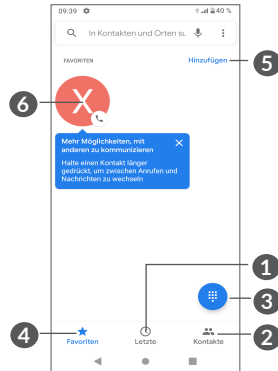 09:39 40 %
In Kontakten und Orten su
FAVORITEN Hinzufügen
5
6
X
Mehr Möglichkeiten, mit
anderen zu kommunizieren
Halte einen Kontakt länger
gedrückt, um zwischen Anrufen und
Nachrichten zu wechseln
1
3
4
Favoriten Letzte Kontakte
2